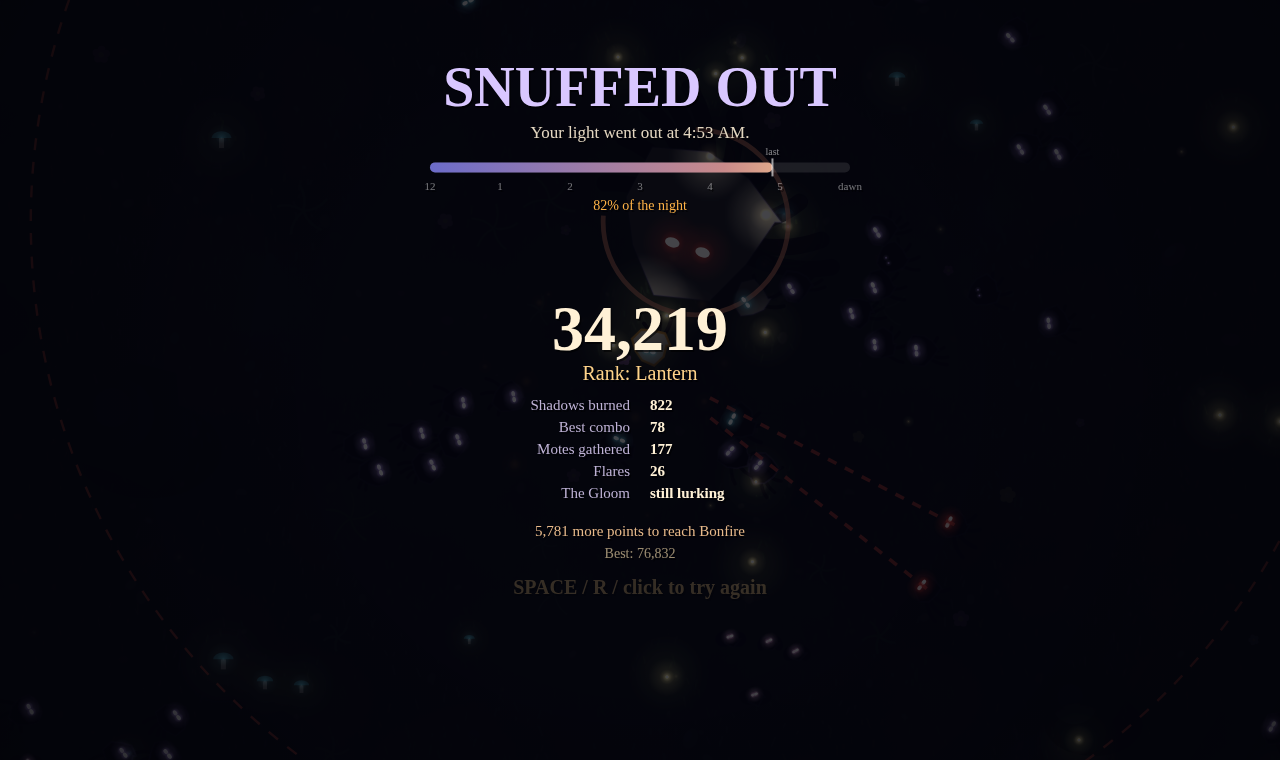 SNUFFED OUT
Your light went out at 4:53 AM.
last
12 1 2 3 4 5 dawn
82% of the night
34,219
Rank: Lantern
Shadows burned 822
Best combo 78
Motes gathered 177
Flares 26
The Gloom still lurking
5,781 more points to reach Bonfire
Best: 76,832
SPACE / R / click to try again